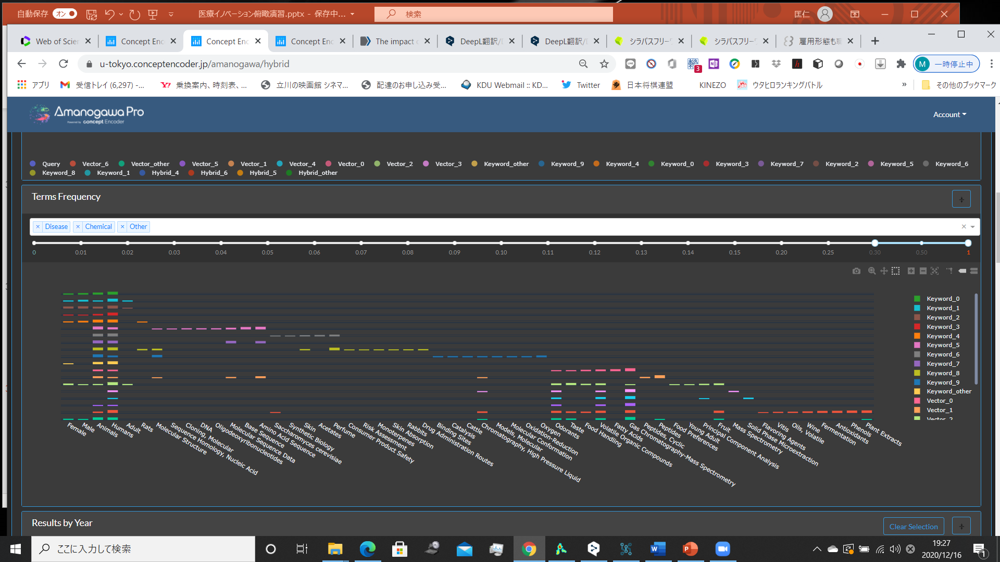 自動保存 オン 医療イノベーション俯瞰演習.pptx - 保存中... 検索 匡仁
Web of Scien Concept Enc Concept Enc Concept Enc The impact o DeepL翻訳/D DeepL翻訳/D シラバスフリーワ シラバスフリーワ 雇用形態も職
u-tokyo.conceptencoder.jp/amanogawa/hybrid 3 M 一時停止中
アプリ 受信トレイ (6,297) -... 乗換案内、時刻表、... 立川の映画館 シネマ... 配達のお申し込み受... KDU Webmail :: KD... Twitter 日本将棋連盟 KINEZO ウタヒロランキングバトル » その他のブックマーク
Amanogawa Pro
Powered by concept Encoder
Account
Query Vector_6 Vector_other Vector_5 Vector_1 Vector_4 Vector_0 Vector_2 Vector_3 Keyword_other Keyword_9 Keyword_4 Keyword_0 Keyword_3 Keyword_7 Keyword_2 Keyword_5 Keyword_6
Keyword_8 Keyword_1 Hybrid_4 Hybrid_6 Hybrid_5 Hybrid_other
Terms Frequency
× Disease × Chemical × Other
0 0.01 0.02 0.03 0.04 0.05 0.06 0.07 0.08 0.09 0.10 0.11 0.12 0.13 0.14 0.15 0.20 0.25 0.30 0.50 1
Keyword_0
Keyword_1
Keyword_2
Keyword_3
Keyword_4
Keyword_5
Keyword_6
Keyword_7
Keyword_8
Keyword_9
Keyword_other
Vector_0
Vector_1
Vector_2
Female
Male
Animals
Humans
Adult
Rats
Molecular Structure
Sequence Homology, Nucleic Acid
Cloning, Molecular
DNA
Oligodeoxyribonucleotides
Molecular Sequence Data
Base Sequence
Amino Acid Sequence
Saccharomyces cerevisiae
Synthetic Biology
Skin
Acetates
Perfume
Consumer Product Safety
Risk Assessment
Monoterpenes
Skin Absorption
Rabbits
Drug Administration Routes
Binding Sites
Catalysis
Cattle
Chromatography, High Pressure Liquid
Models, Molecular
Molecular Conformation
Oxidation-Reduction
Oxygen
Odorants
Taste
Food Handling
Volatile Organic Compounds
Fatty Acids
Gas Chromatography-Mass Spectrometry
Peptides, Cyclic
Peptides
Food Preferences
Young Adult
Principal Component Analysis
Fruit
Mass Spectrometry
Solid Phase Microextraction
Flavoring Agents
Vitis
Oils, Volatile
Wine
Fermentation
Antioxidants
Phenols
Plant Extracts
Results by Year
Clear Selection
ここに入力して検索
19:27
2020/12/16
1